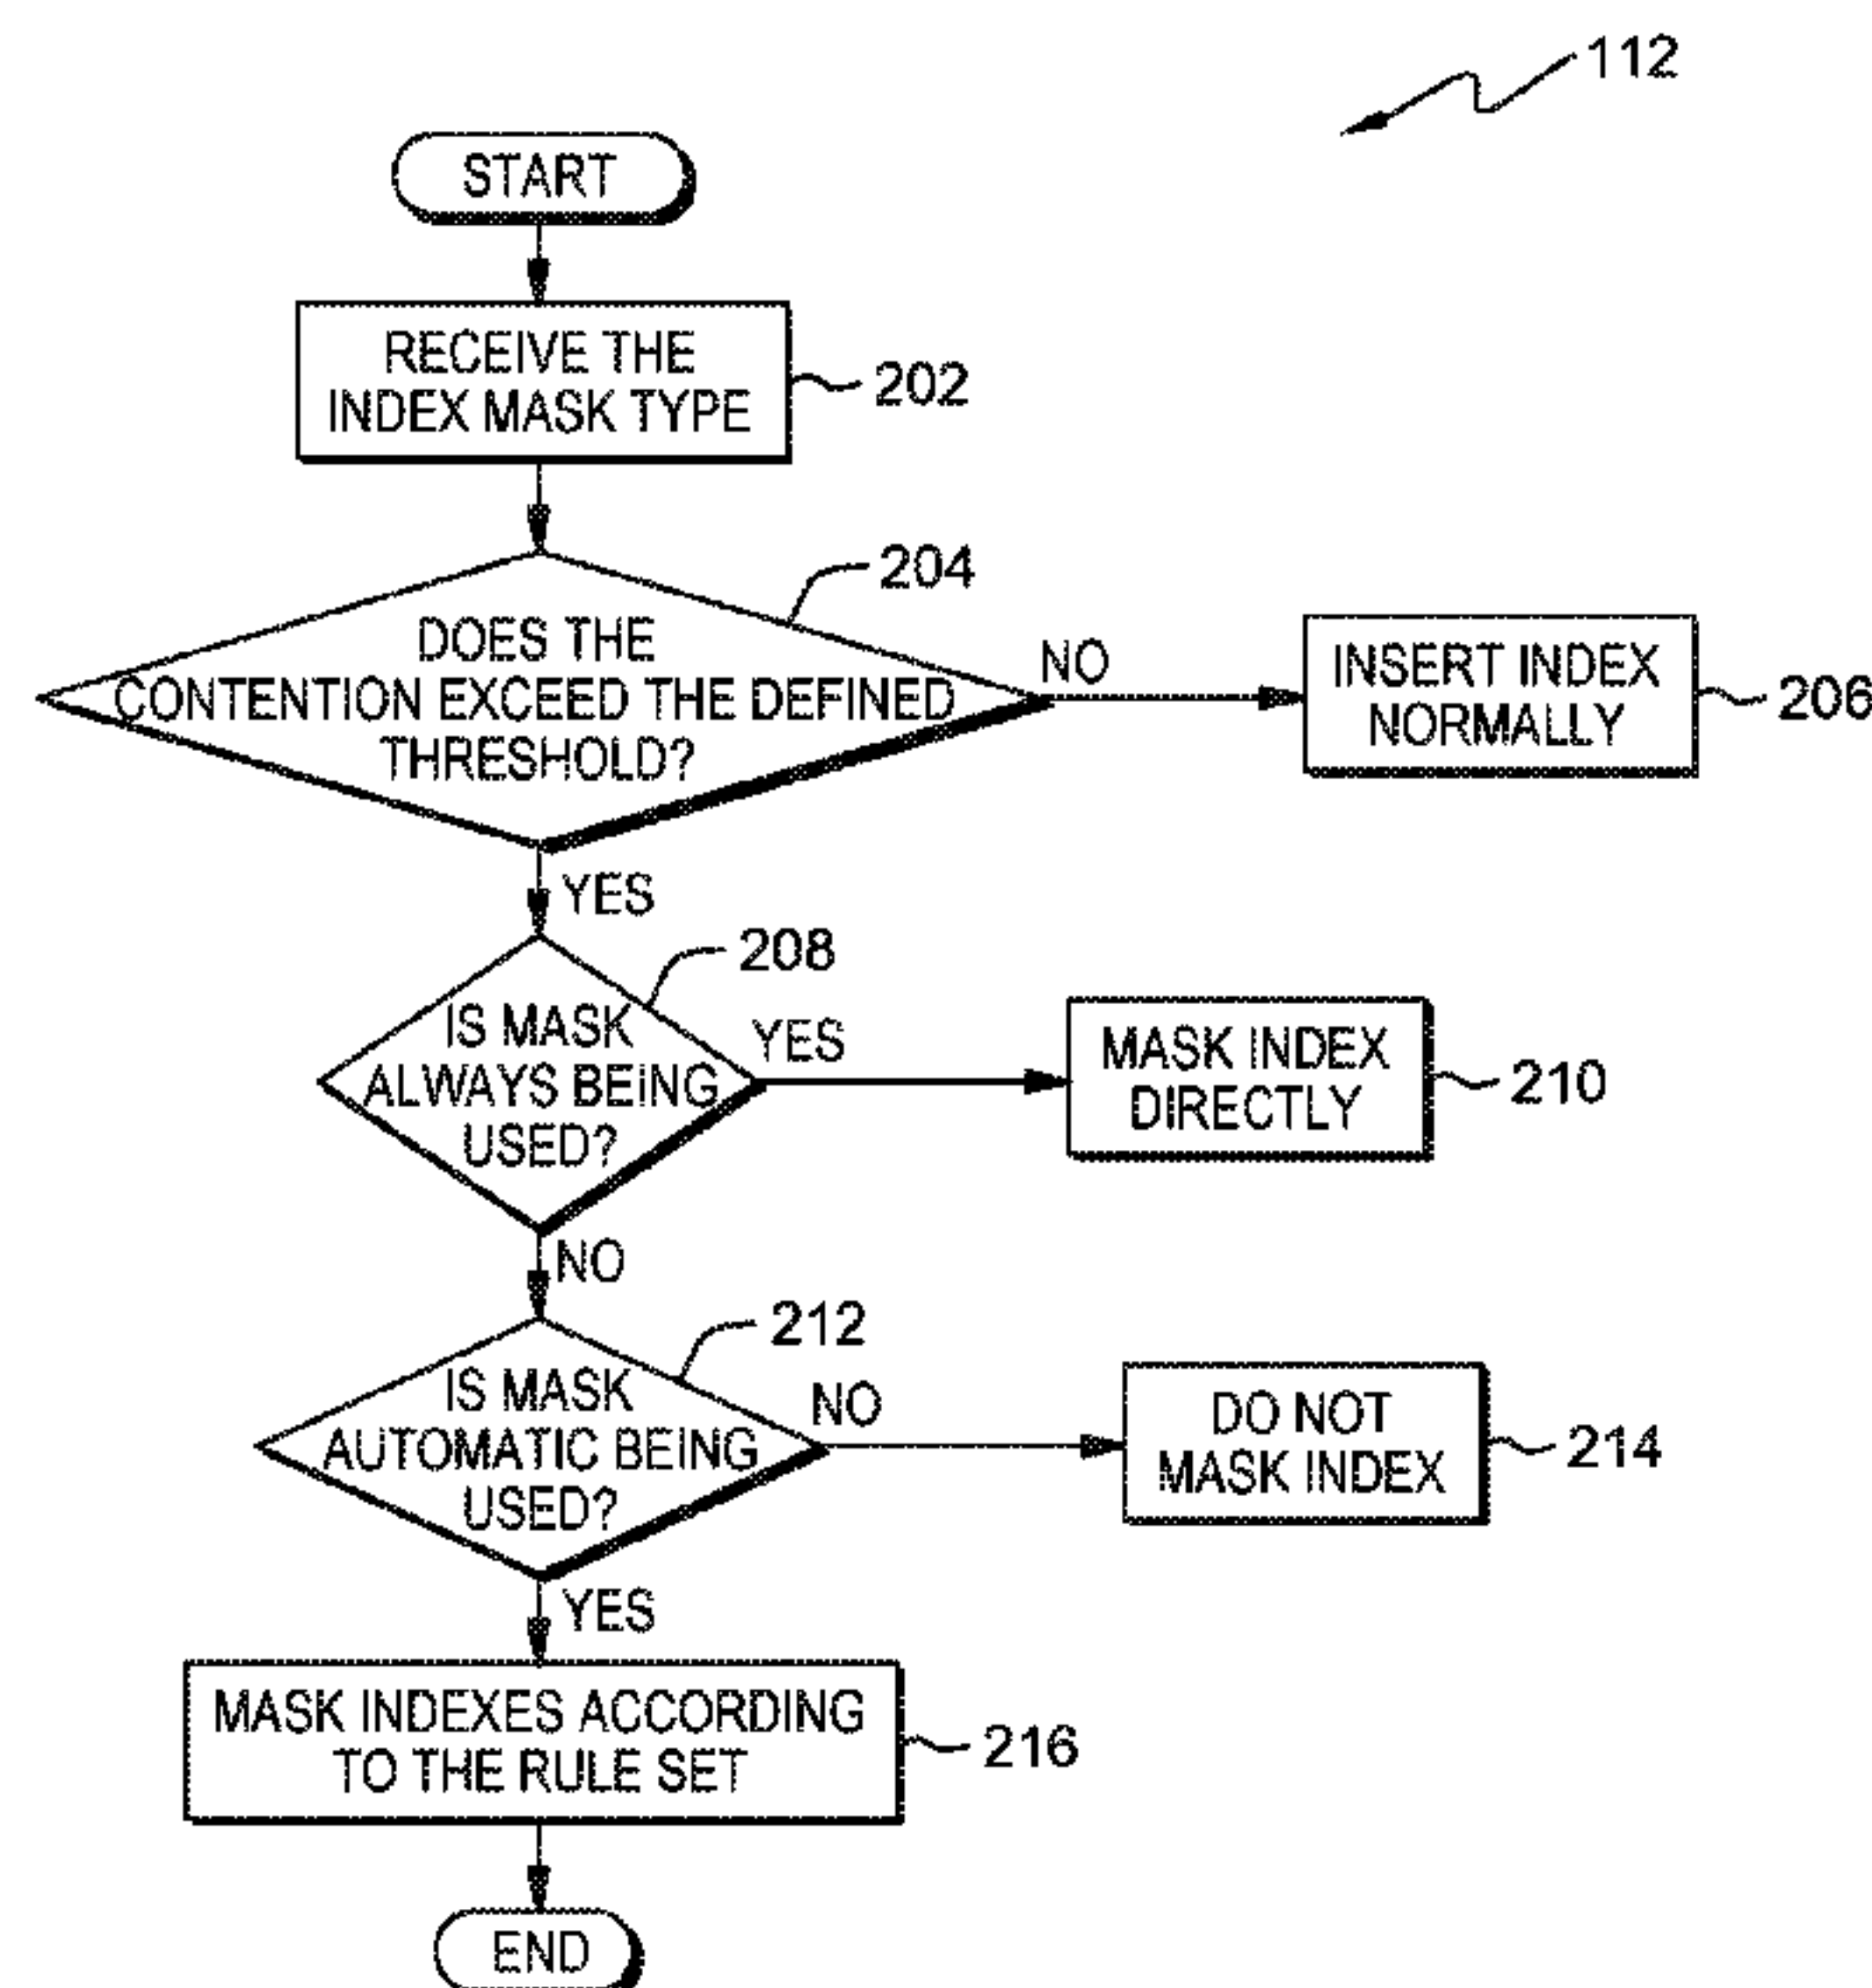 112
START
RECEIVE THE
INDEX MASK TYPE
202
204
DOES THE
CONTENTION EXCEED THE DEFINED
THRESHOLD?
NO
INSERT INDEX
NORMALLY
206
YES
208
IS MASK
ALWAYS BEING
USED?
YES
MASK INDEX
DIRECTLY
210
NO
212
IS MASK
AUTOMATIC BEING
USED?
NO
DO NOT
MASK INDEX
214
YES
MASK INDEXES ACCORDING
TO THE RULE SET
216
END